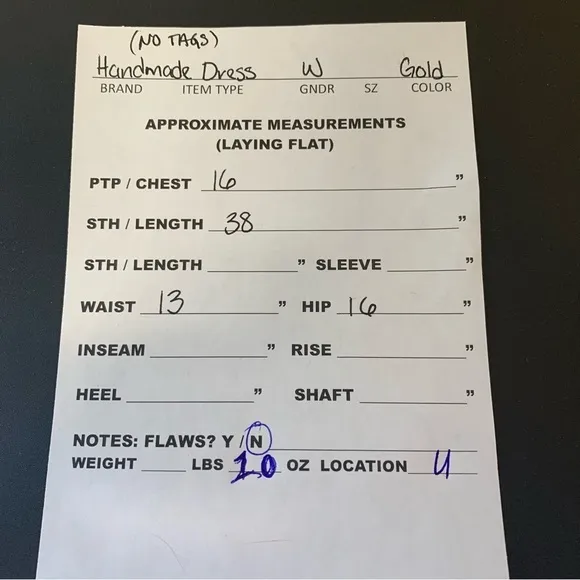 (NO TAGS)
Handmade Dress W Gold
BRAND ITEM TYPE GNDR SZ COLOR
APPROXIMATE MEASUREMENTS
(LAYING FLAT)
PTP / CHEST 16 "
STH / LENGTH 38 "
STH / LENGTH " SLEEVE "
WAIST 13 " HIP 16 "
INSEAM " RISE "
HEEL " SHAFT "
NOTES: FLAWS? Y / N
WEIGHT LBS 10 OZ LOCATION U